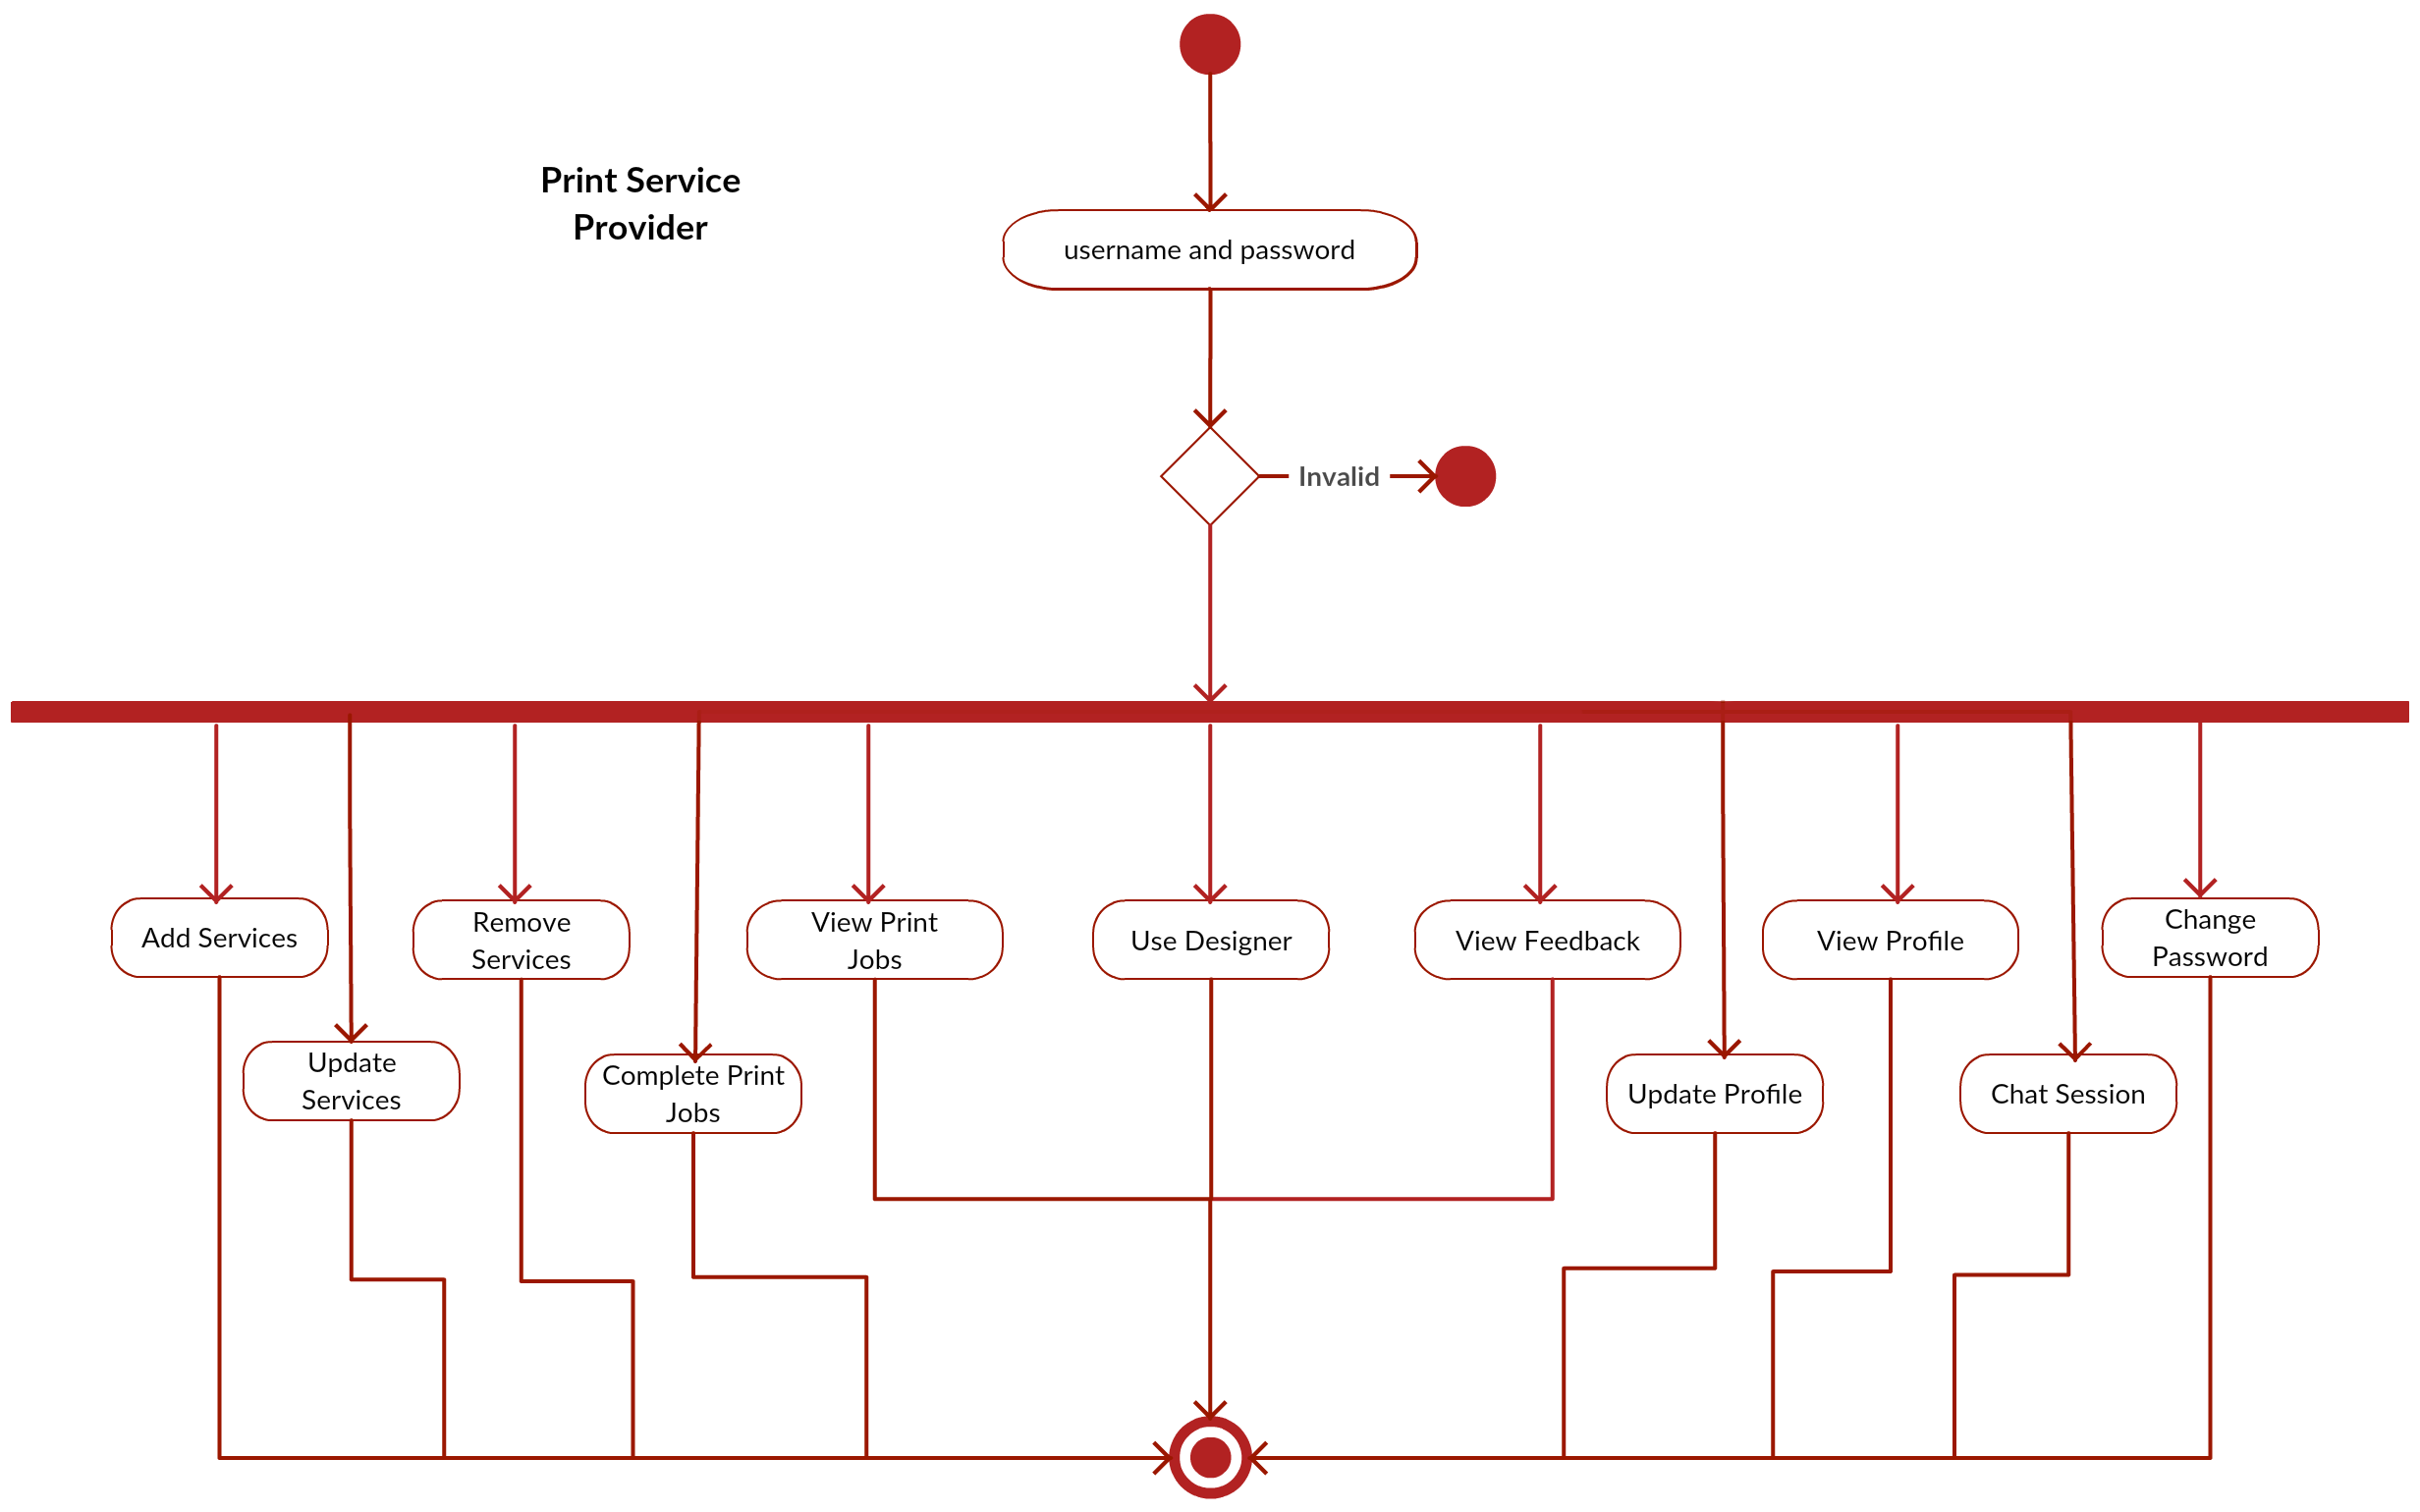 Print Service
Provider
username and password
Invalid
Add Services
Remove
Services
View Print
Jobs
Use Designer
View Feedback
View Profile
Change
Password
Update
Services
Complete Print
Jobs
Update Profile
Chat Session